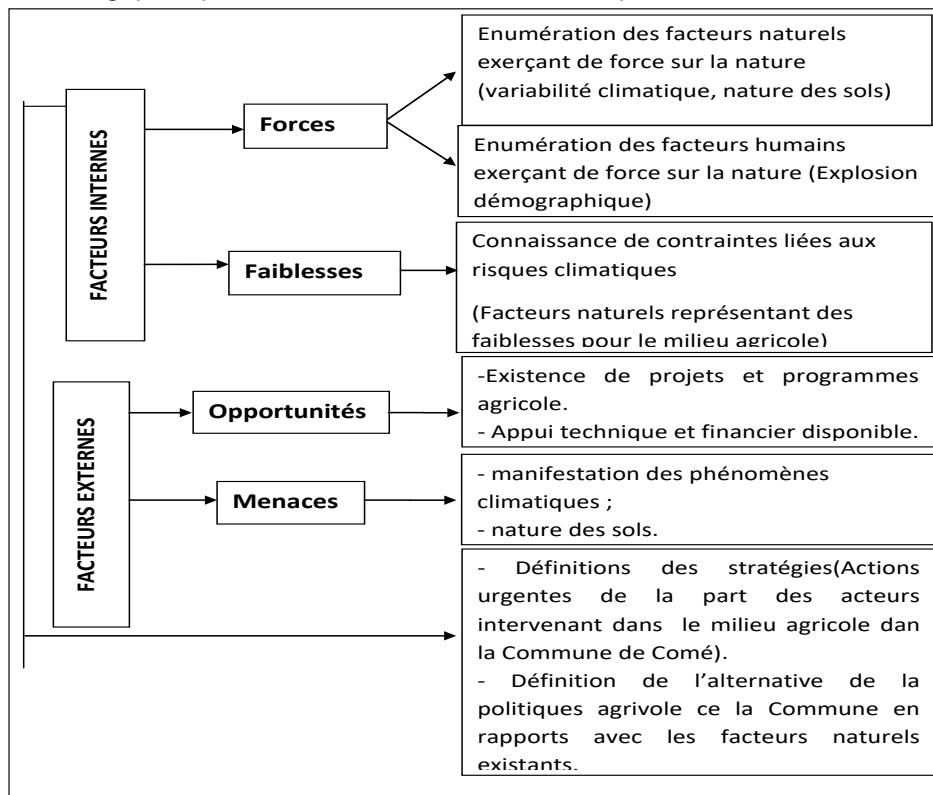 FACTEURS INTERNES
Forces
Enumération des facteurs naturels
exerçant de force sur la nature
(variabilité climatique, nature des sols)
Enumération des facteurs humains
exerçant de force sur la nature (Explosion
démographique)
Faiblesses
Connaissance de contraintes liées aux
risques climatiques
(Facteurs naturels représentant des
faiblesses pour le milieu agricole)
FACTEURS EXTERNES
Opportunités
-Existence de projets et programmes
agricole.
- Appui technique et financier disponible.
Menaces
- manifestation des phénomènes
climatiques ;
- nature des sols.
- Définitions des stratégies(Actions
urgentes de la part des acteurs
intervenant dans le milieu agricole dan
la Commune de Comé).
- Définition de l’alternative de la
politiques agrivole ce la Commune en
rapports avec les facteurs naturels
existants.